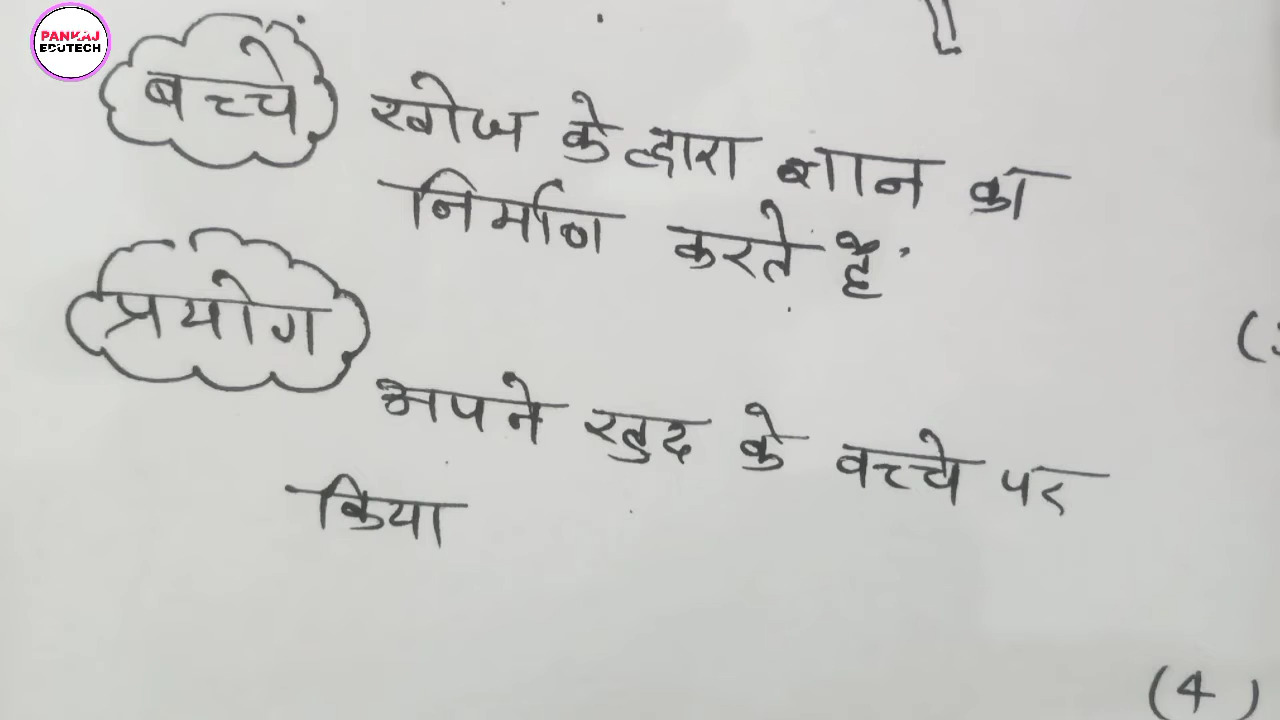 PANKAJ
EDUTECH
बच्चे
खोज के द्वारा ज्ञान का
निर्माण करते है
प्रयोग
अपने खुद के बच्चे पर
किया
(4)